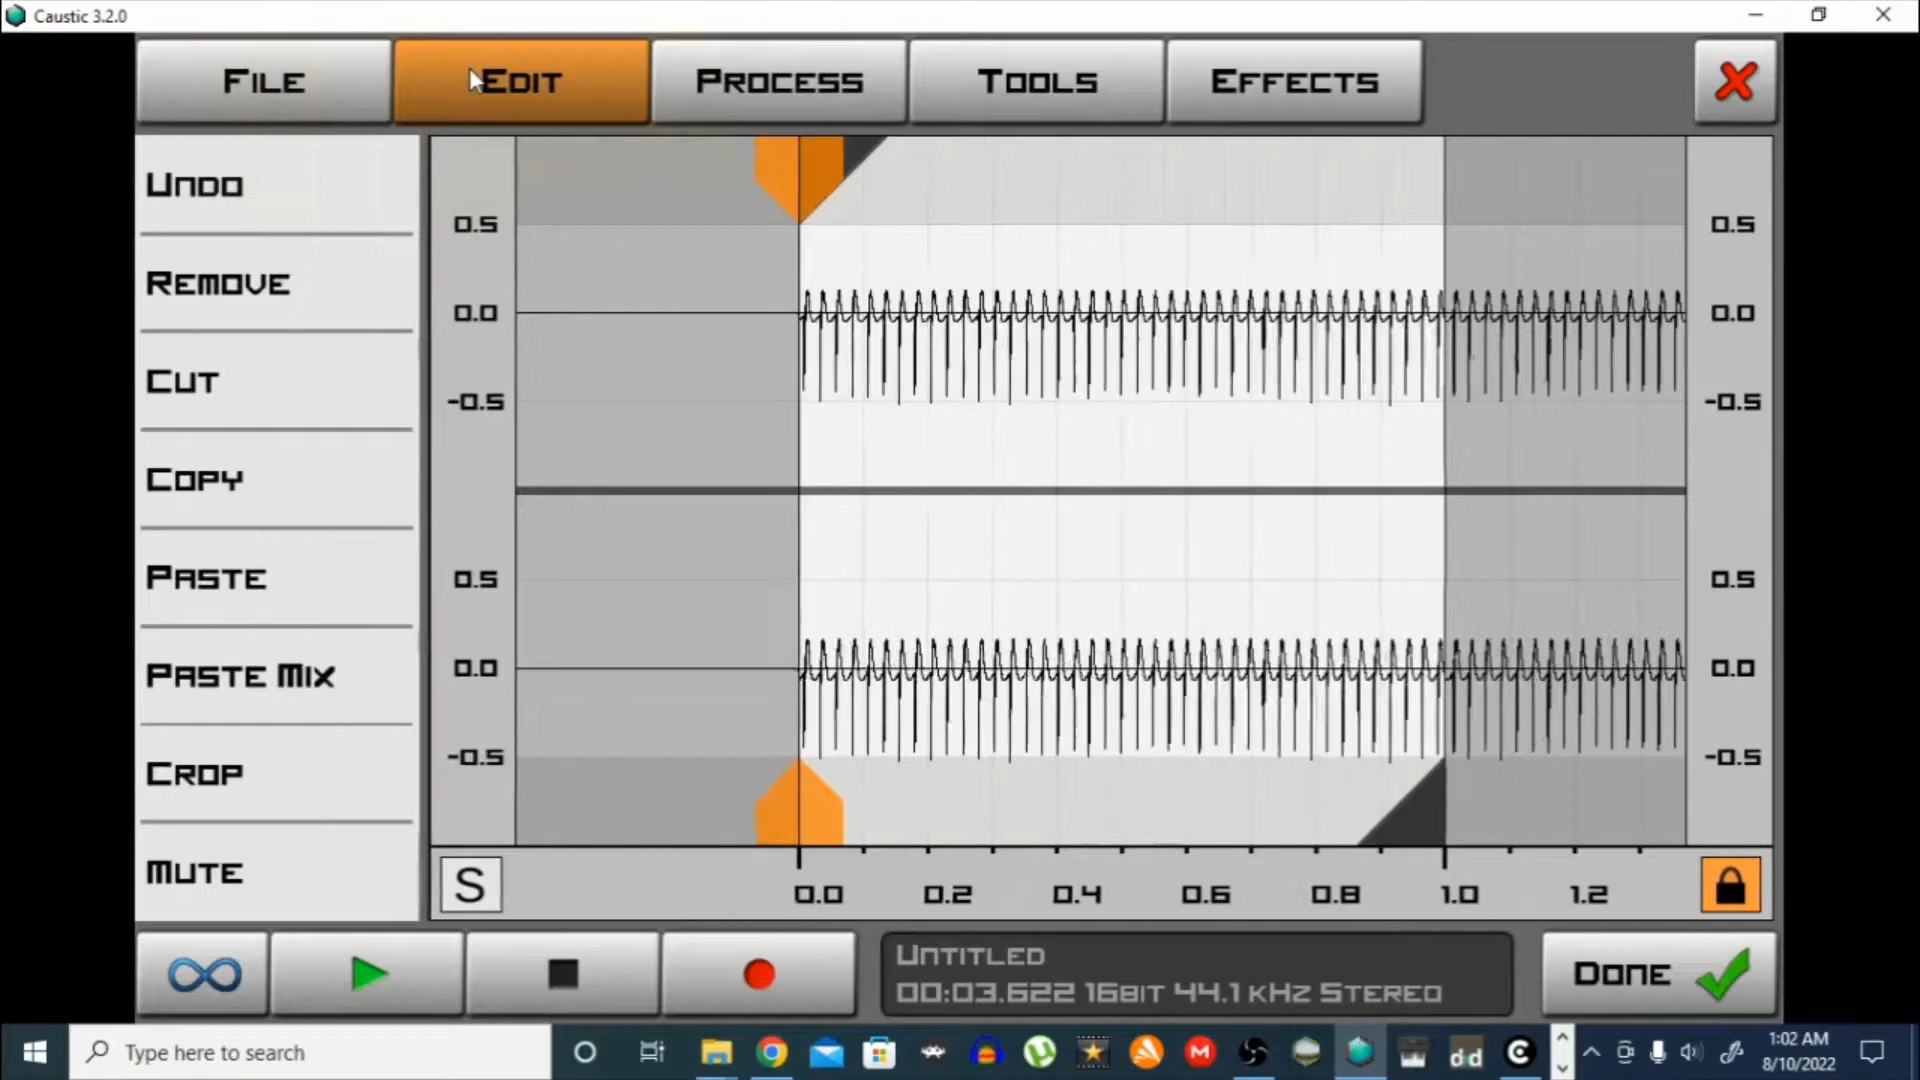 Caustic 3.2.0
FILE
EDIT
PROCESS
TOOLS
EFFECTS
UNDO
REMOVE
CUT
COPY
PASTE
PASTE MIX
CROP
MUTE
0.5
0.0
-0.5
0.5
0.0
-0.5
0.5
0.0
-0.5
0.5
0.0
-0.5
S
0.0 0.2 0.4 0.6 0.8 1.0 1.2
UNTITLED
00:03.622 16BIT 44.1 KHZ STEREO
DONE
Type here to search
1:02 AM
8/10/2022